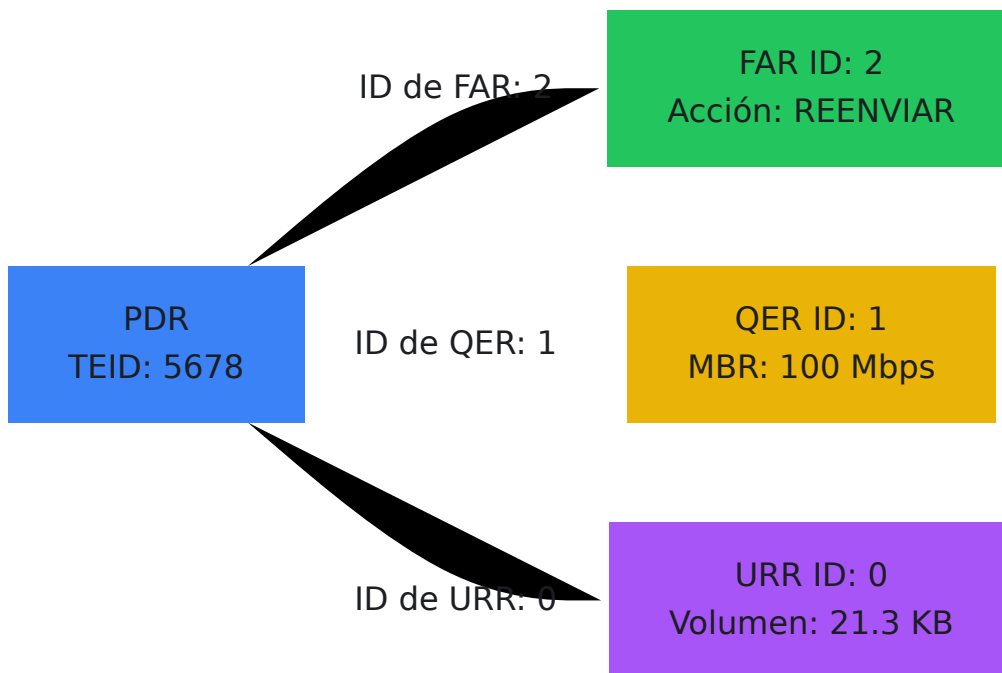 ID de FAR: 2
FAR ID: 2
Acción: REENVIAR
PDR
TEID: 5678
ID de QER: 1
QER ID: 1
MBR: 100 Mbps
ID de URR: 0
URR ID: 0
Volumen: 21.3 KB